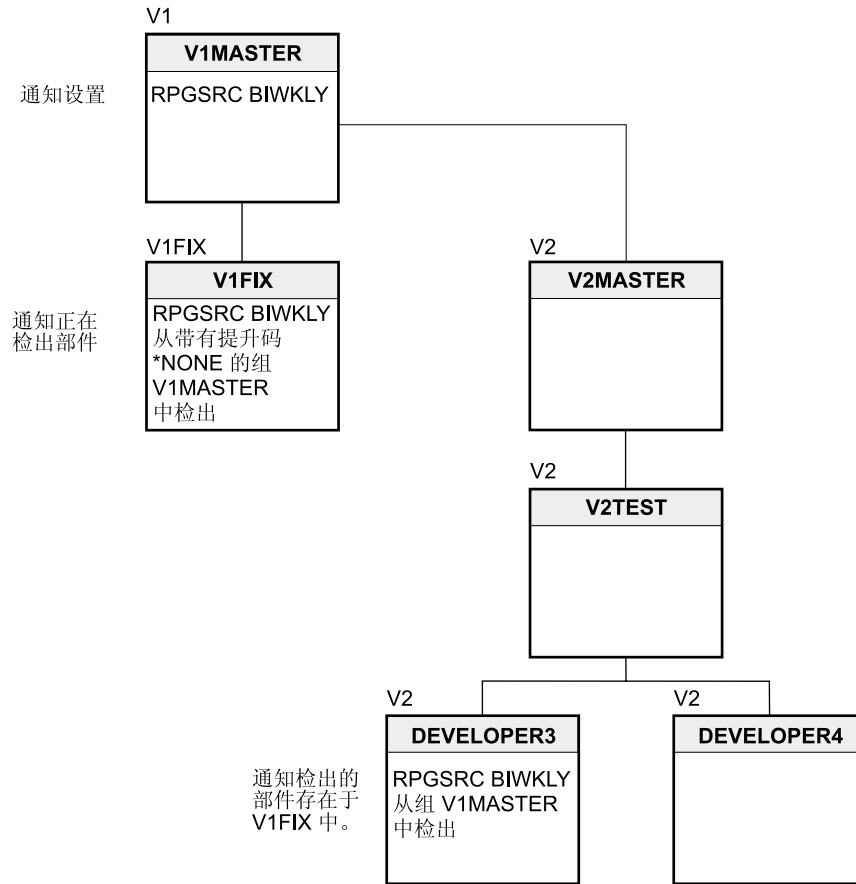 V1
V1MASTER
通知设置
RPGSRC BIWKLY
V1FIX
V1FIX
通知正在
检出部件
RPGSRC BIWKLY
从带有提升码
*NONE 的组
V1MASTER
中检出
V2
V2MASTER
V2
V2TEST
V2
DEVELOPER3
通知检出的
部件存在于
V1FIX 中。
RPGSRC BIWKLY
从组 V1MASTER
中检出
V2
DEVELOPER4